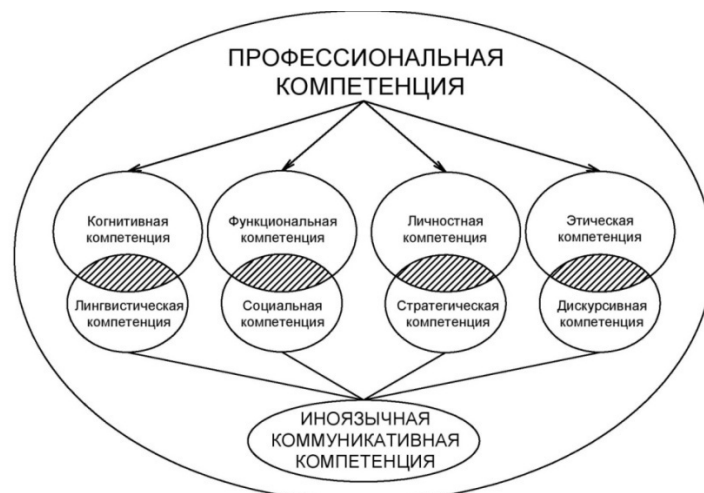 ПРОФЕССИОНАЛЬНАЯ
КОМПЕТЕНЦИЯ
Когнитивная
компетенция
Функциональная
компетенция
Личностная
компетенция
Этическая
компетенция
Лингвистическая
компетенция
Социальная
компетенция
Стратегическая
компетенция
Дискурсивная
компетенция
ИНОЯЗЫЧНАЯ
КОММУНИКАТИВНАЯ
КОМПЕТЕНЦИЯ